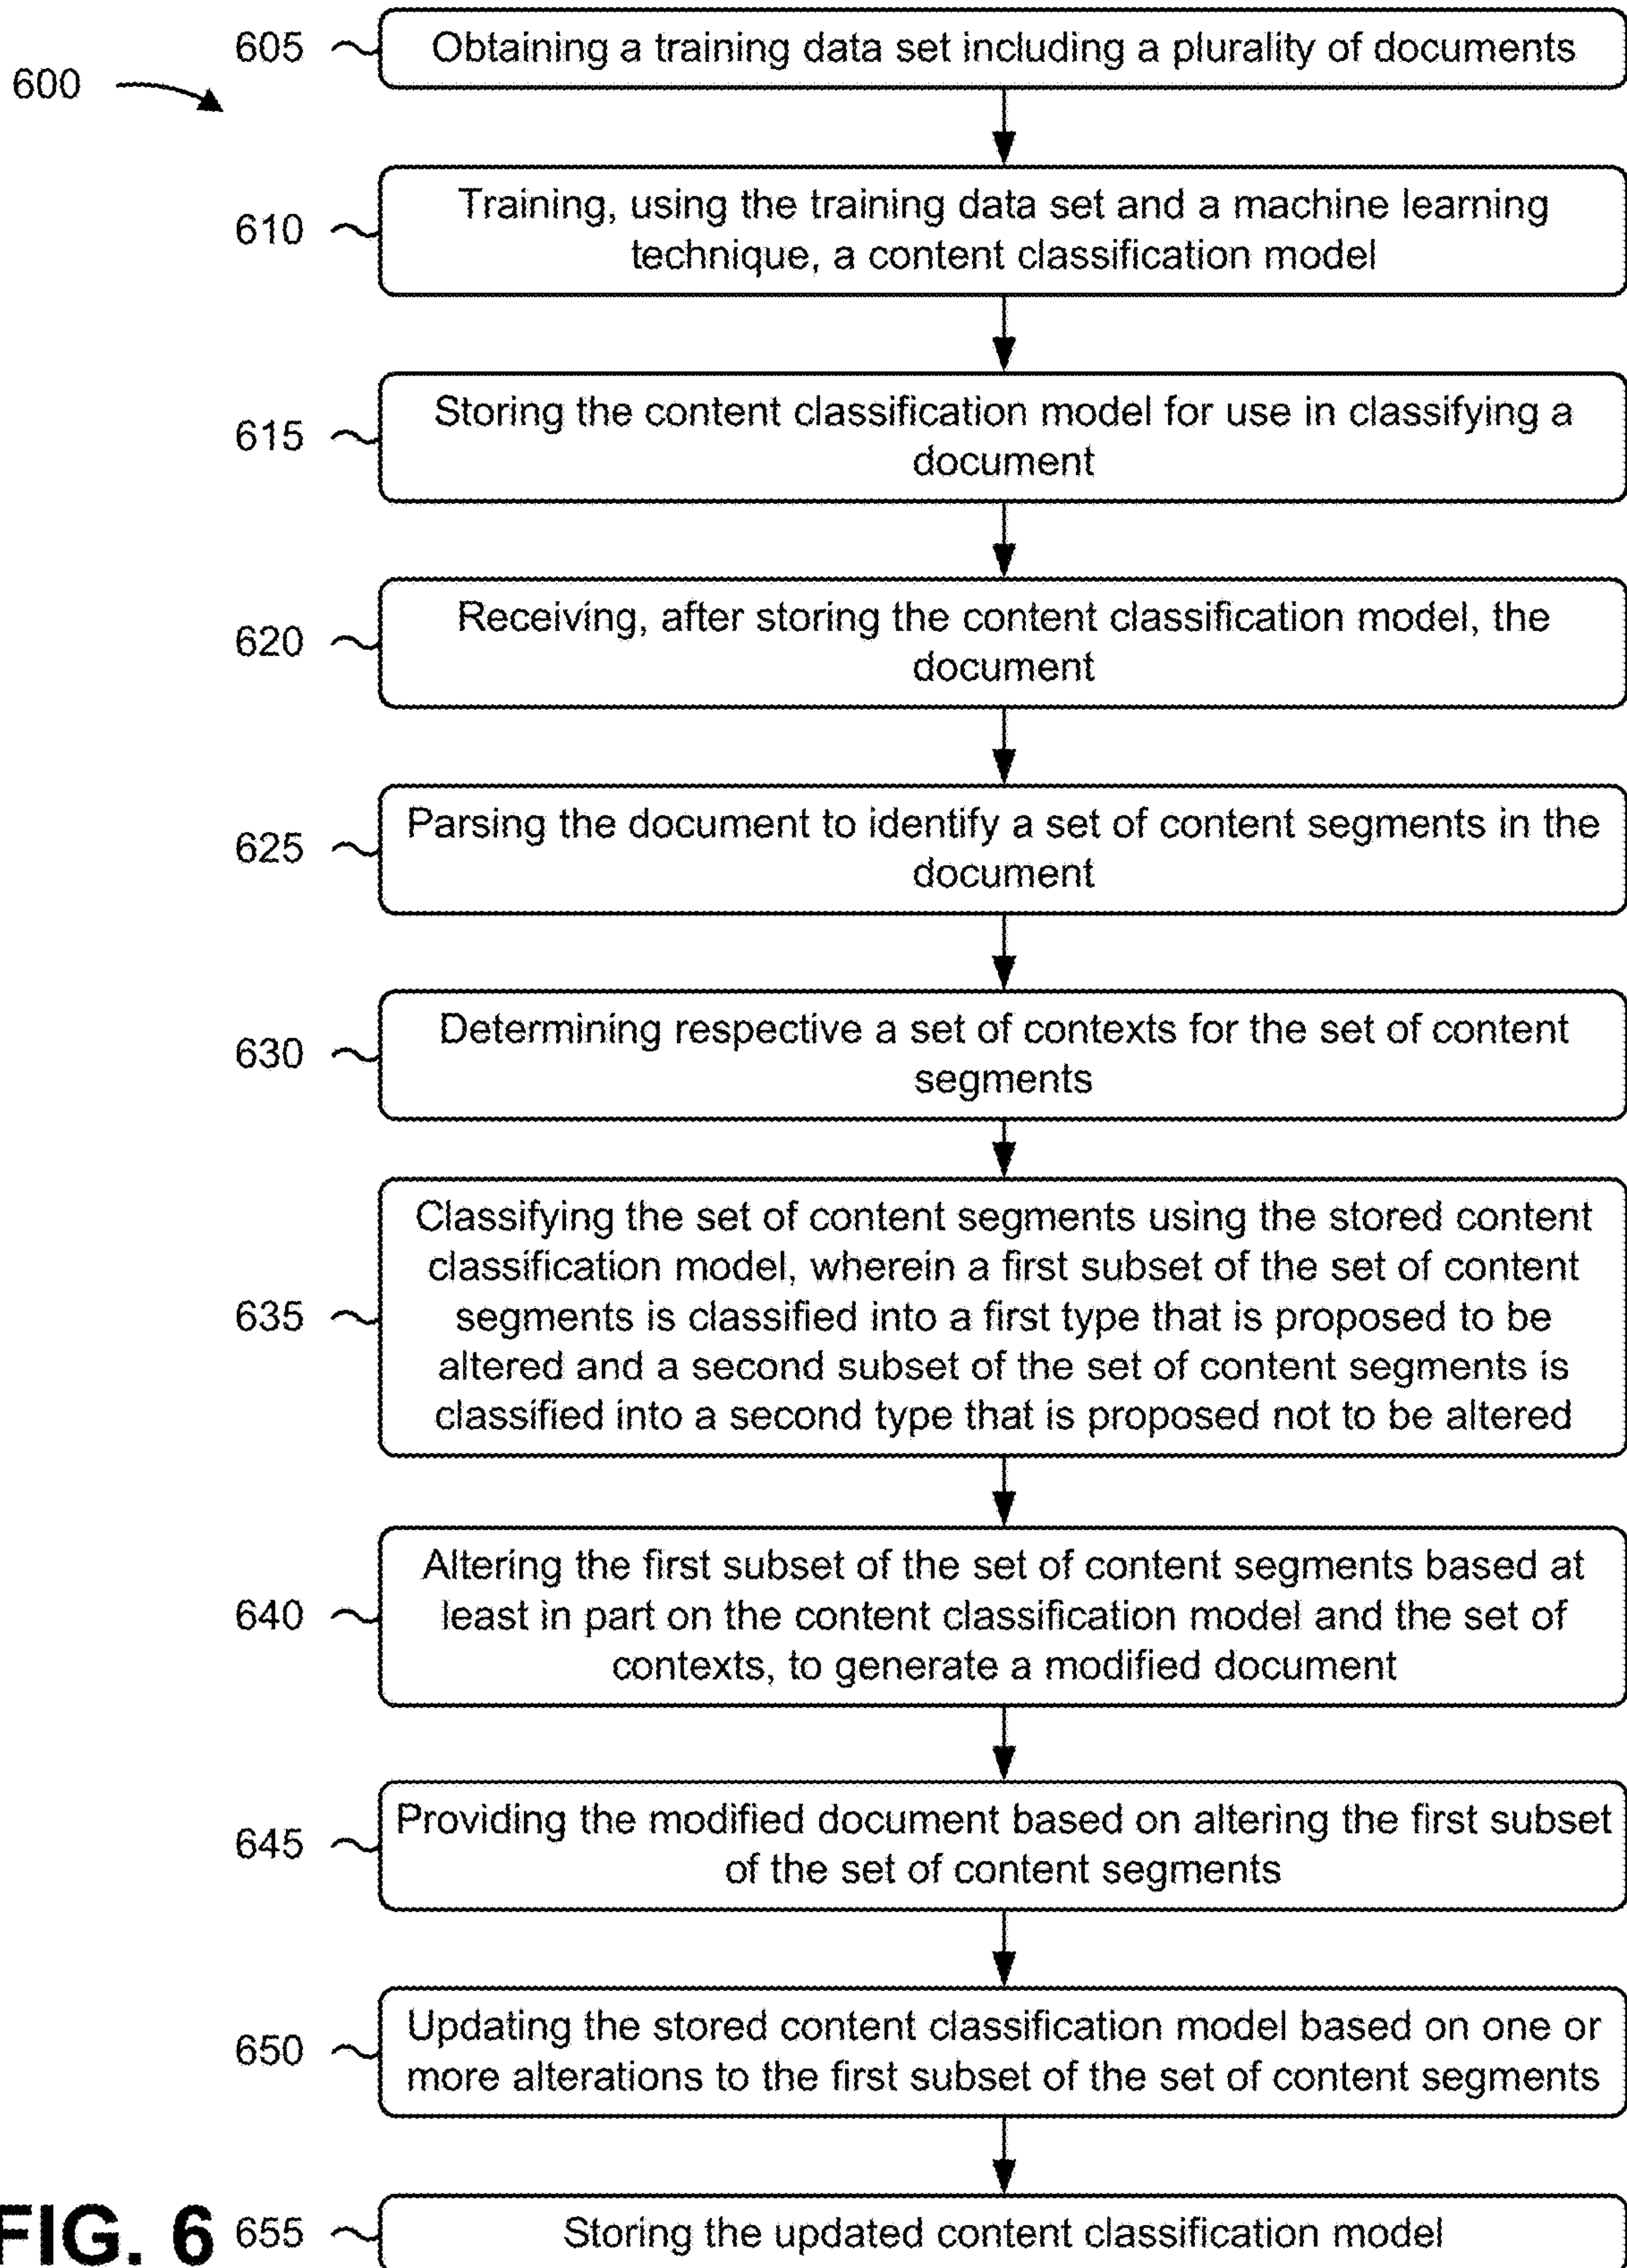 600
605
Obtaining a training data set including a plurality of documents
610
Training, using the training data set and a machine learning
technique, a content classification model
615
Storing the content classification model for use in classifying a
document
620
Receiving, after storing the content classification model, the
document
625
Parsing the document to identify a set of content segments in the
document
630
Determining respective a set of contexts for the set of content
segments
635
Classifying the set of content segments using the stored content
classification model, wherein a first subset of the set of content
segments is classified into a first type that is proposed to be
altered and a second subset of the set of content segments is
classified into a second type that is proposed not to be altered
640
Altering the first subset of the set of content segments based at
least in part on the content classification model and the set of
contexts, to generate a modified document
645
Providing the modified document based on altering the first subset
of the set of content segments
650
Updating the stored content classification model based on one or
more alterations to the first subset of the set of content segments
655
Storing the updated content classification model
FIG. 6